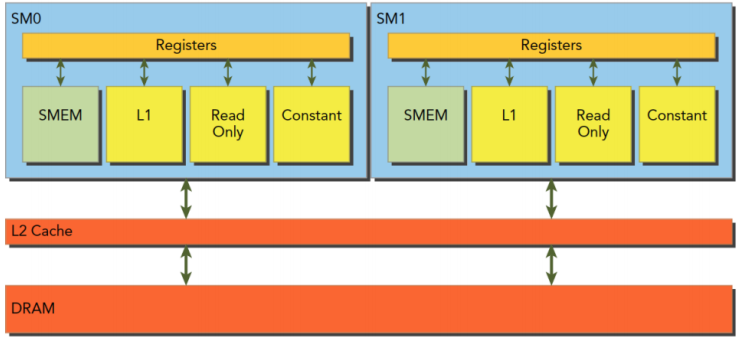 SM0
Registers
SMEM
L1
Read
Only
Constant
SM1
Registers
SMEM
L1
Read
Only
Constant
L2 Cache
DRAM